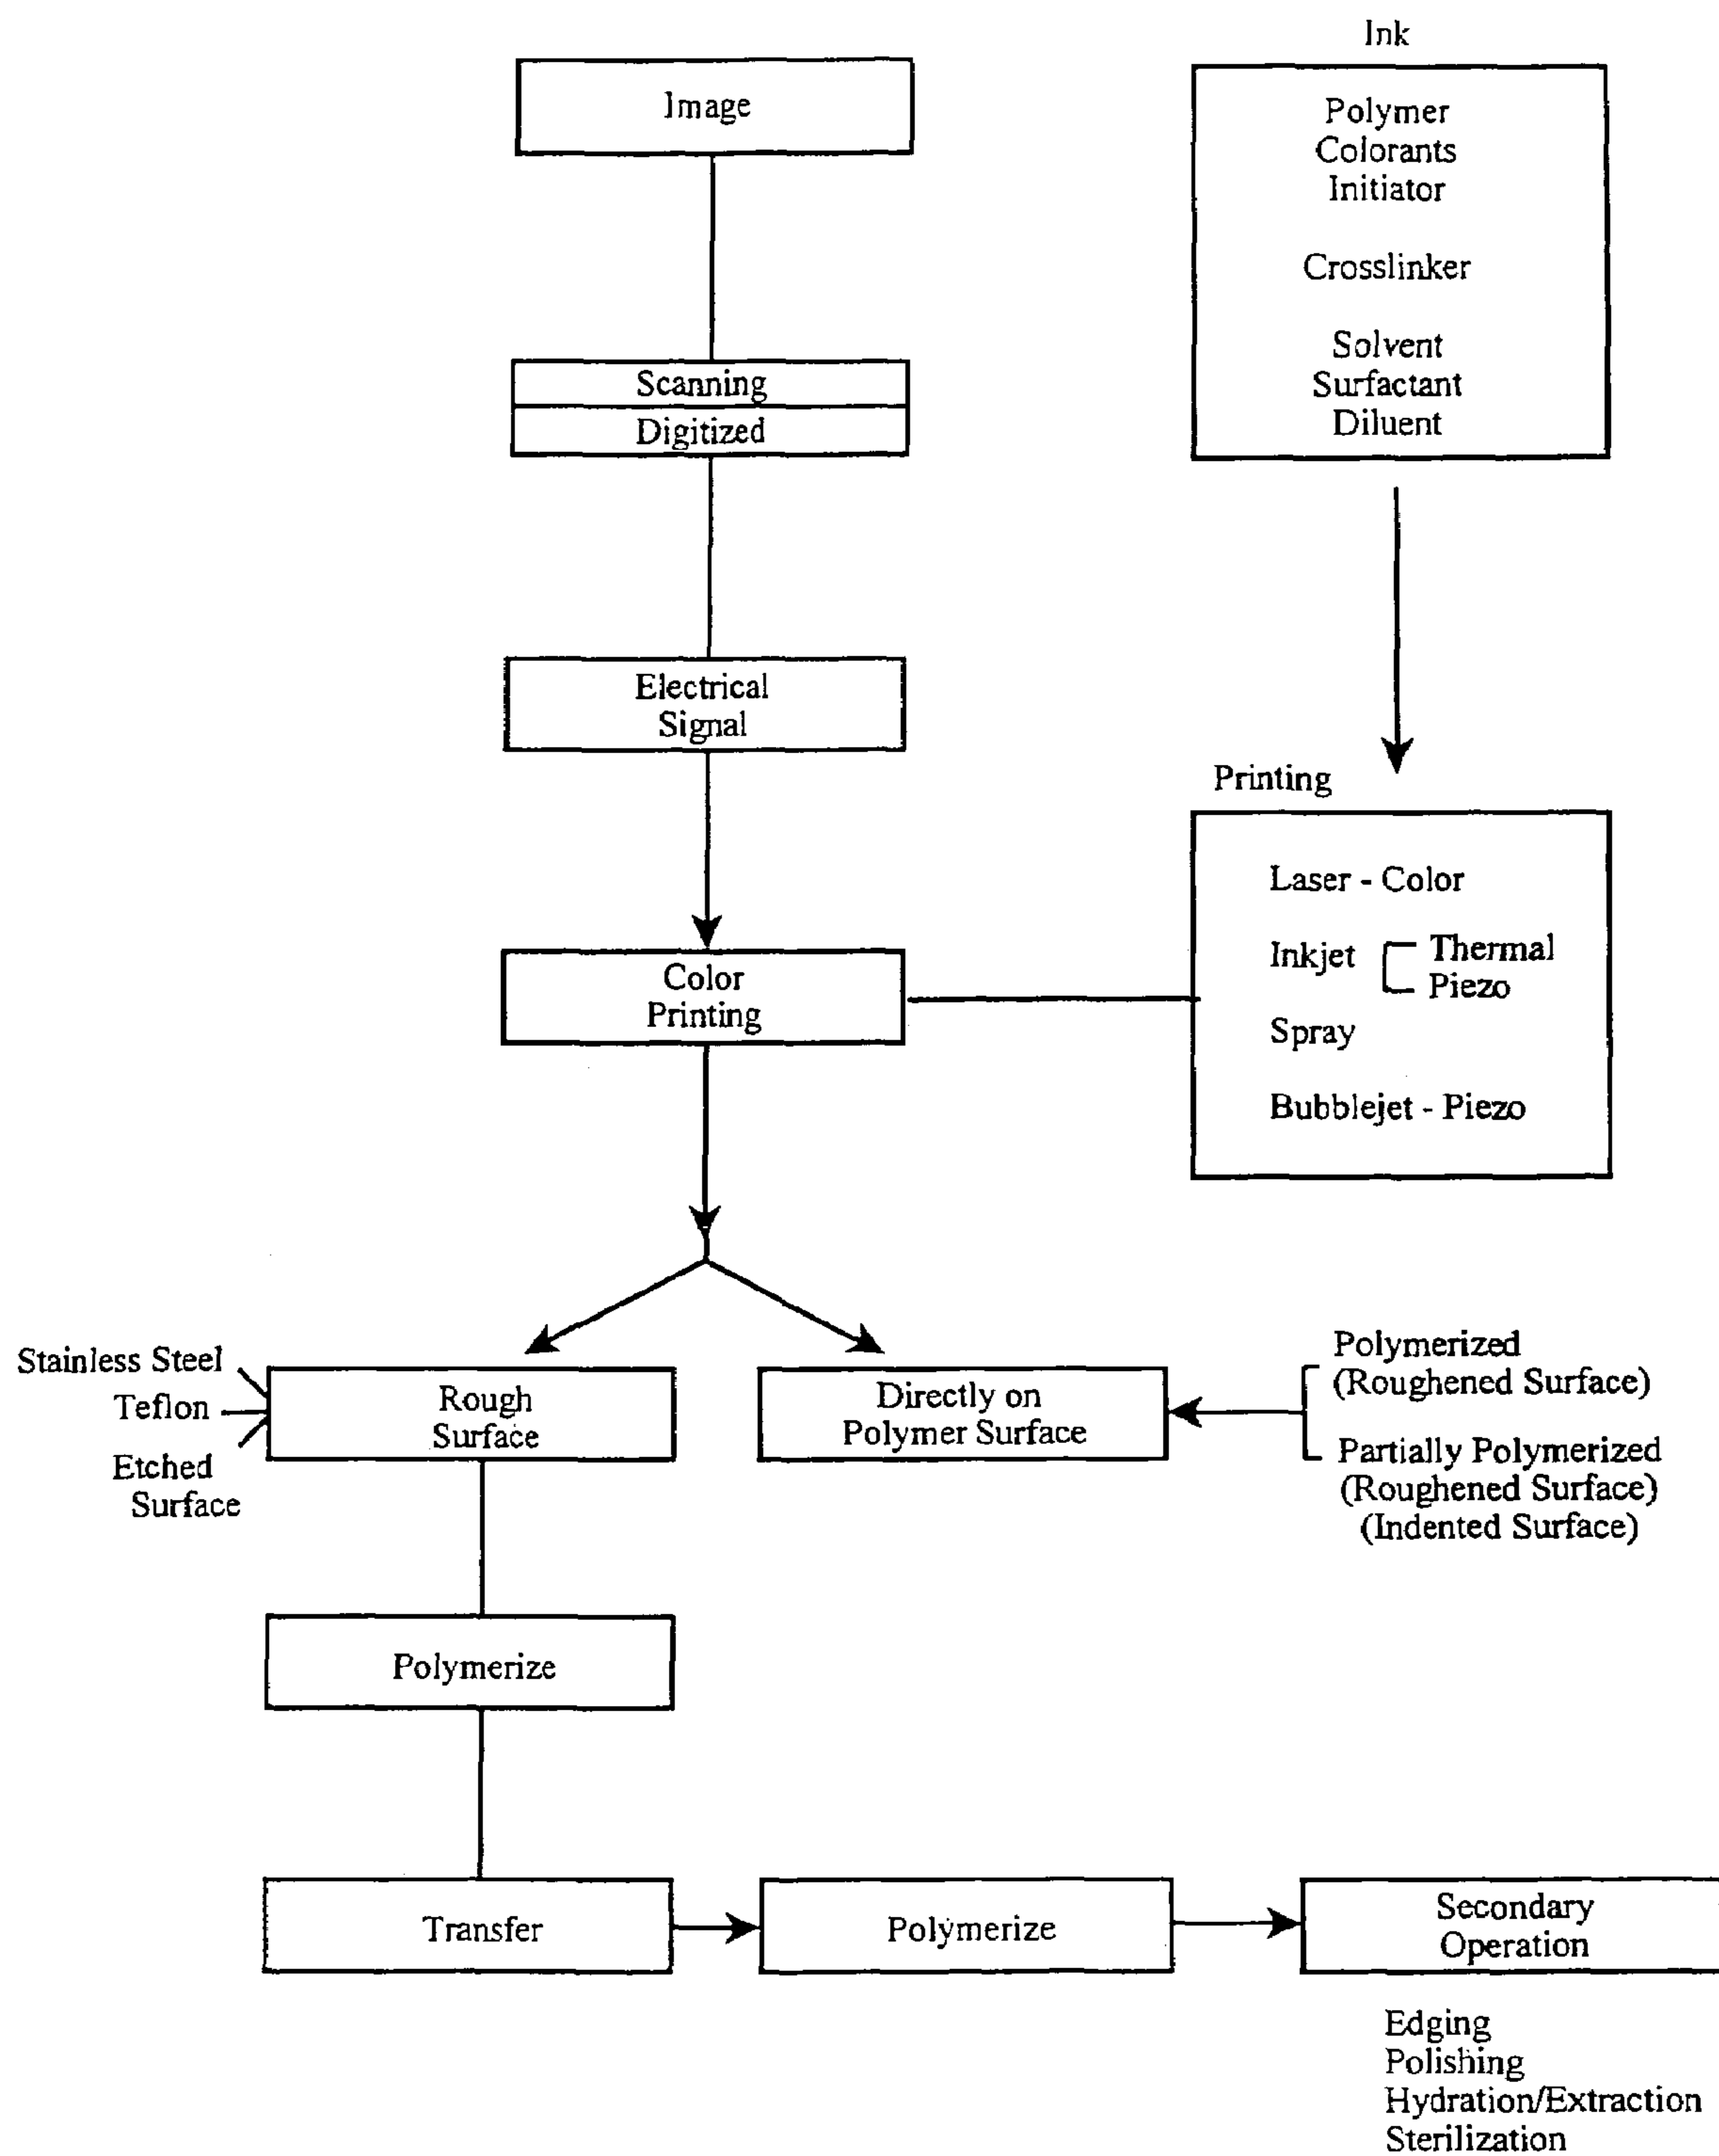 Ink
Image
Polymer
Colorants
Initiator
Crosslinker
Solvent
Surfactant
Diluent
Scanning
Digitized
Electrical
Signal
Printing
Laser - Color
Inkjet Thermal
Piezo
Spray
Bubblejet - Piezo
Color
Printing
Stainless Steel
Teflon
Etched
Surface
Rough
Surface
Directly on
Polymer Surface
Polymerized
(Roughened Surface)
Partially Polymerized
(Roughened Surface)
(Indented Surface)
Polymerize
Transfer
Polymerize
Secondary
Operation
Edging
Polishing
Hydration/Extraction
Sterilization